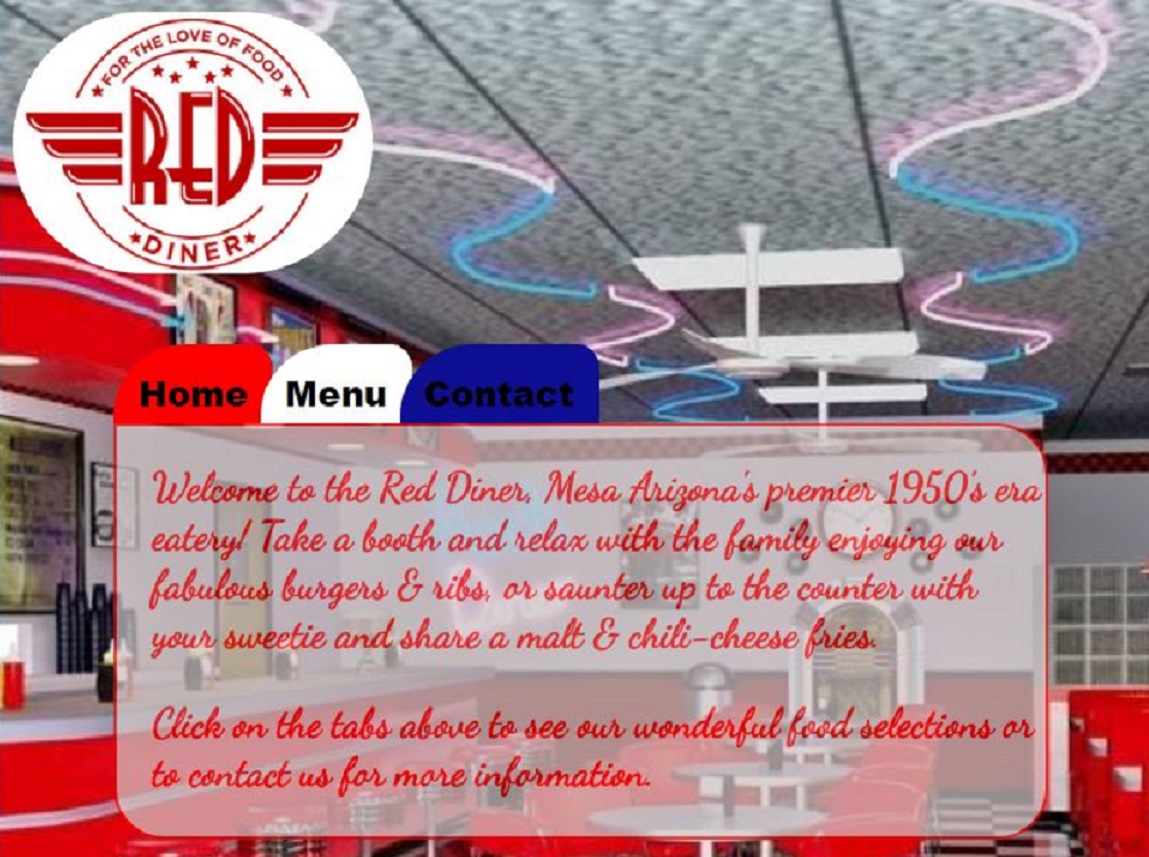 FOR THE LOVE OF FOOD
RED
DINER
Home Menu Contact
Welcome to the Red Diner, Mesa Arizona's premier 1950's era
eatery! Take a booth and relax with the family enjoying our
fabulous burgers & ribs, or saunter up to the counter with
your sweetie and share a malt & chili-cheese fries.
Click on the tabs above to see our wonderful food selections or
to contact us for more information.